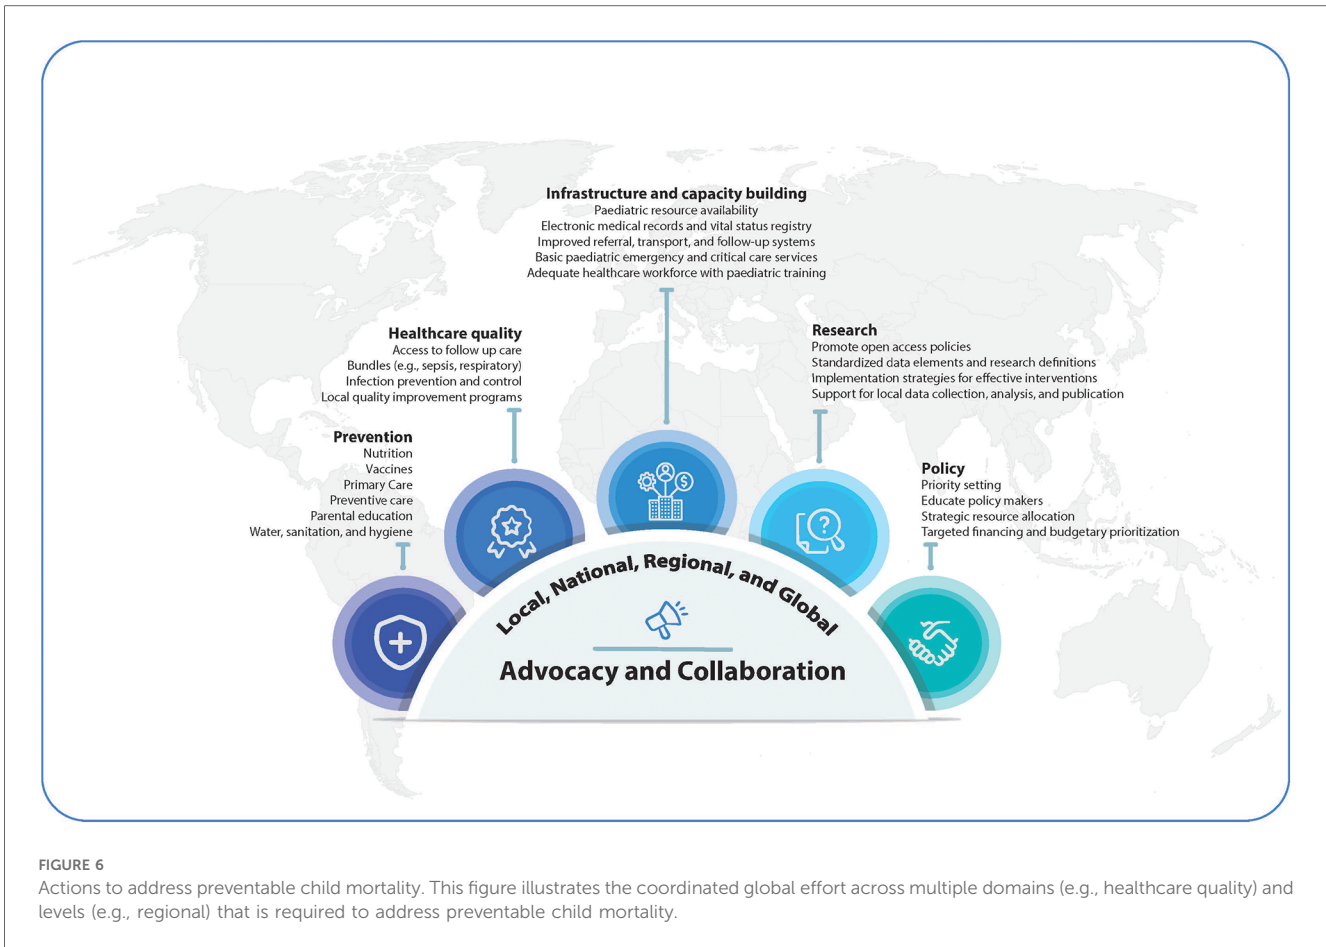 Infrastructure and capacity building
Paediatric resource availability
Electronic medical records and vital status registry
Improved referral, transport, and follow-up systems
Basic paediatric emergency and critical care services
Adequate healthcare workforce with paediatric training
Healthcare quality
Access to follow up care
Bundles (e.g., sepsis, respiratory)
Infection prevention and control
Local quality improvement programs
Research
Promote open access policies
Standardized data elements and research definitions
Implementation strategies for effective interventions
Support for local data collection, analysis, and publication
Prevention
Nutrition
Vaccines
Primary Care
Preventive care
Parental education
Water, sanitation, and hygiene
Policy
Priority setting
Educate policy makers
Strategic resource allocation
Targeted financing and budgetary prioritization
$
?
Local, National, Regional, and Global
Advocacy and Collaboration
FIGURE 6
Actions to address preventable child mortality. This figure illustrates the coordinated global effort across multiple domains (e.g., healthcare quality) and
levels (e.g., regional) that is required to address preventable child mortality.